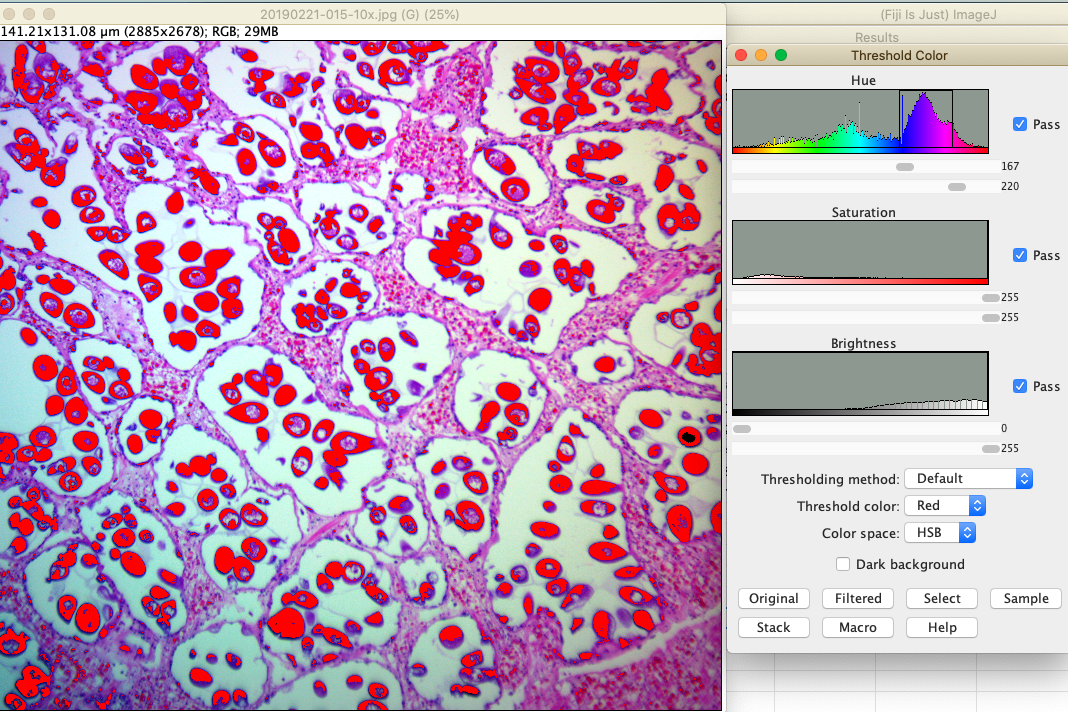 20190221-015-10x.jpg (G) (25%)
141.21x131.08 µm (2885x2678); RGB; 29MB
(Fiji Is Just) ImageJ
Results
Threshold Color
Hue
Pass
167
220
Saturation
Pass
255
255
Brightness
Pass
0
255
Thresholding method: Default
Threshold color: Red
Color space: HSB
Dark background
Original Filtered Select Sample
Stack Macro Help